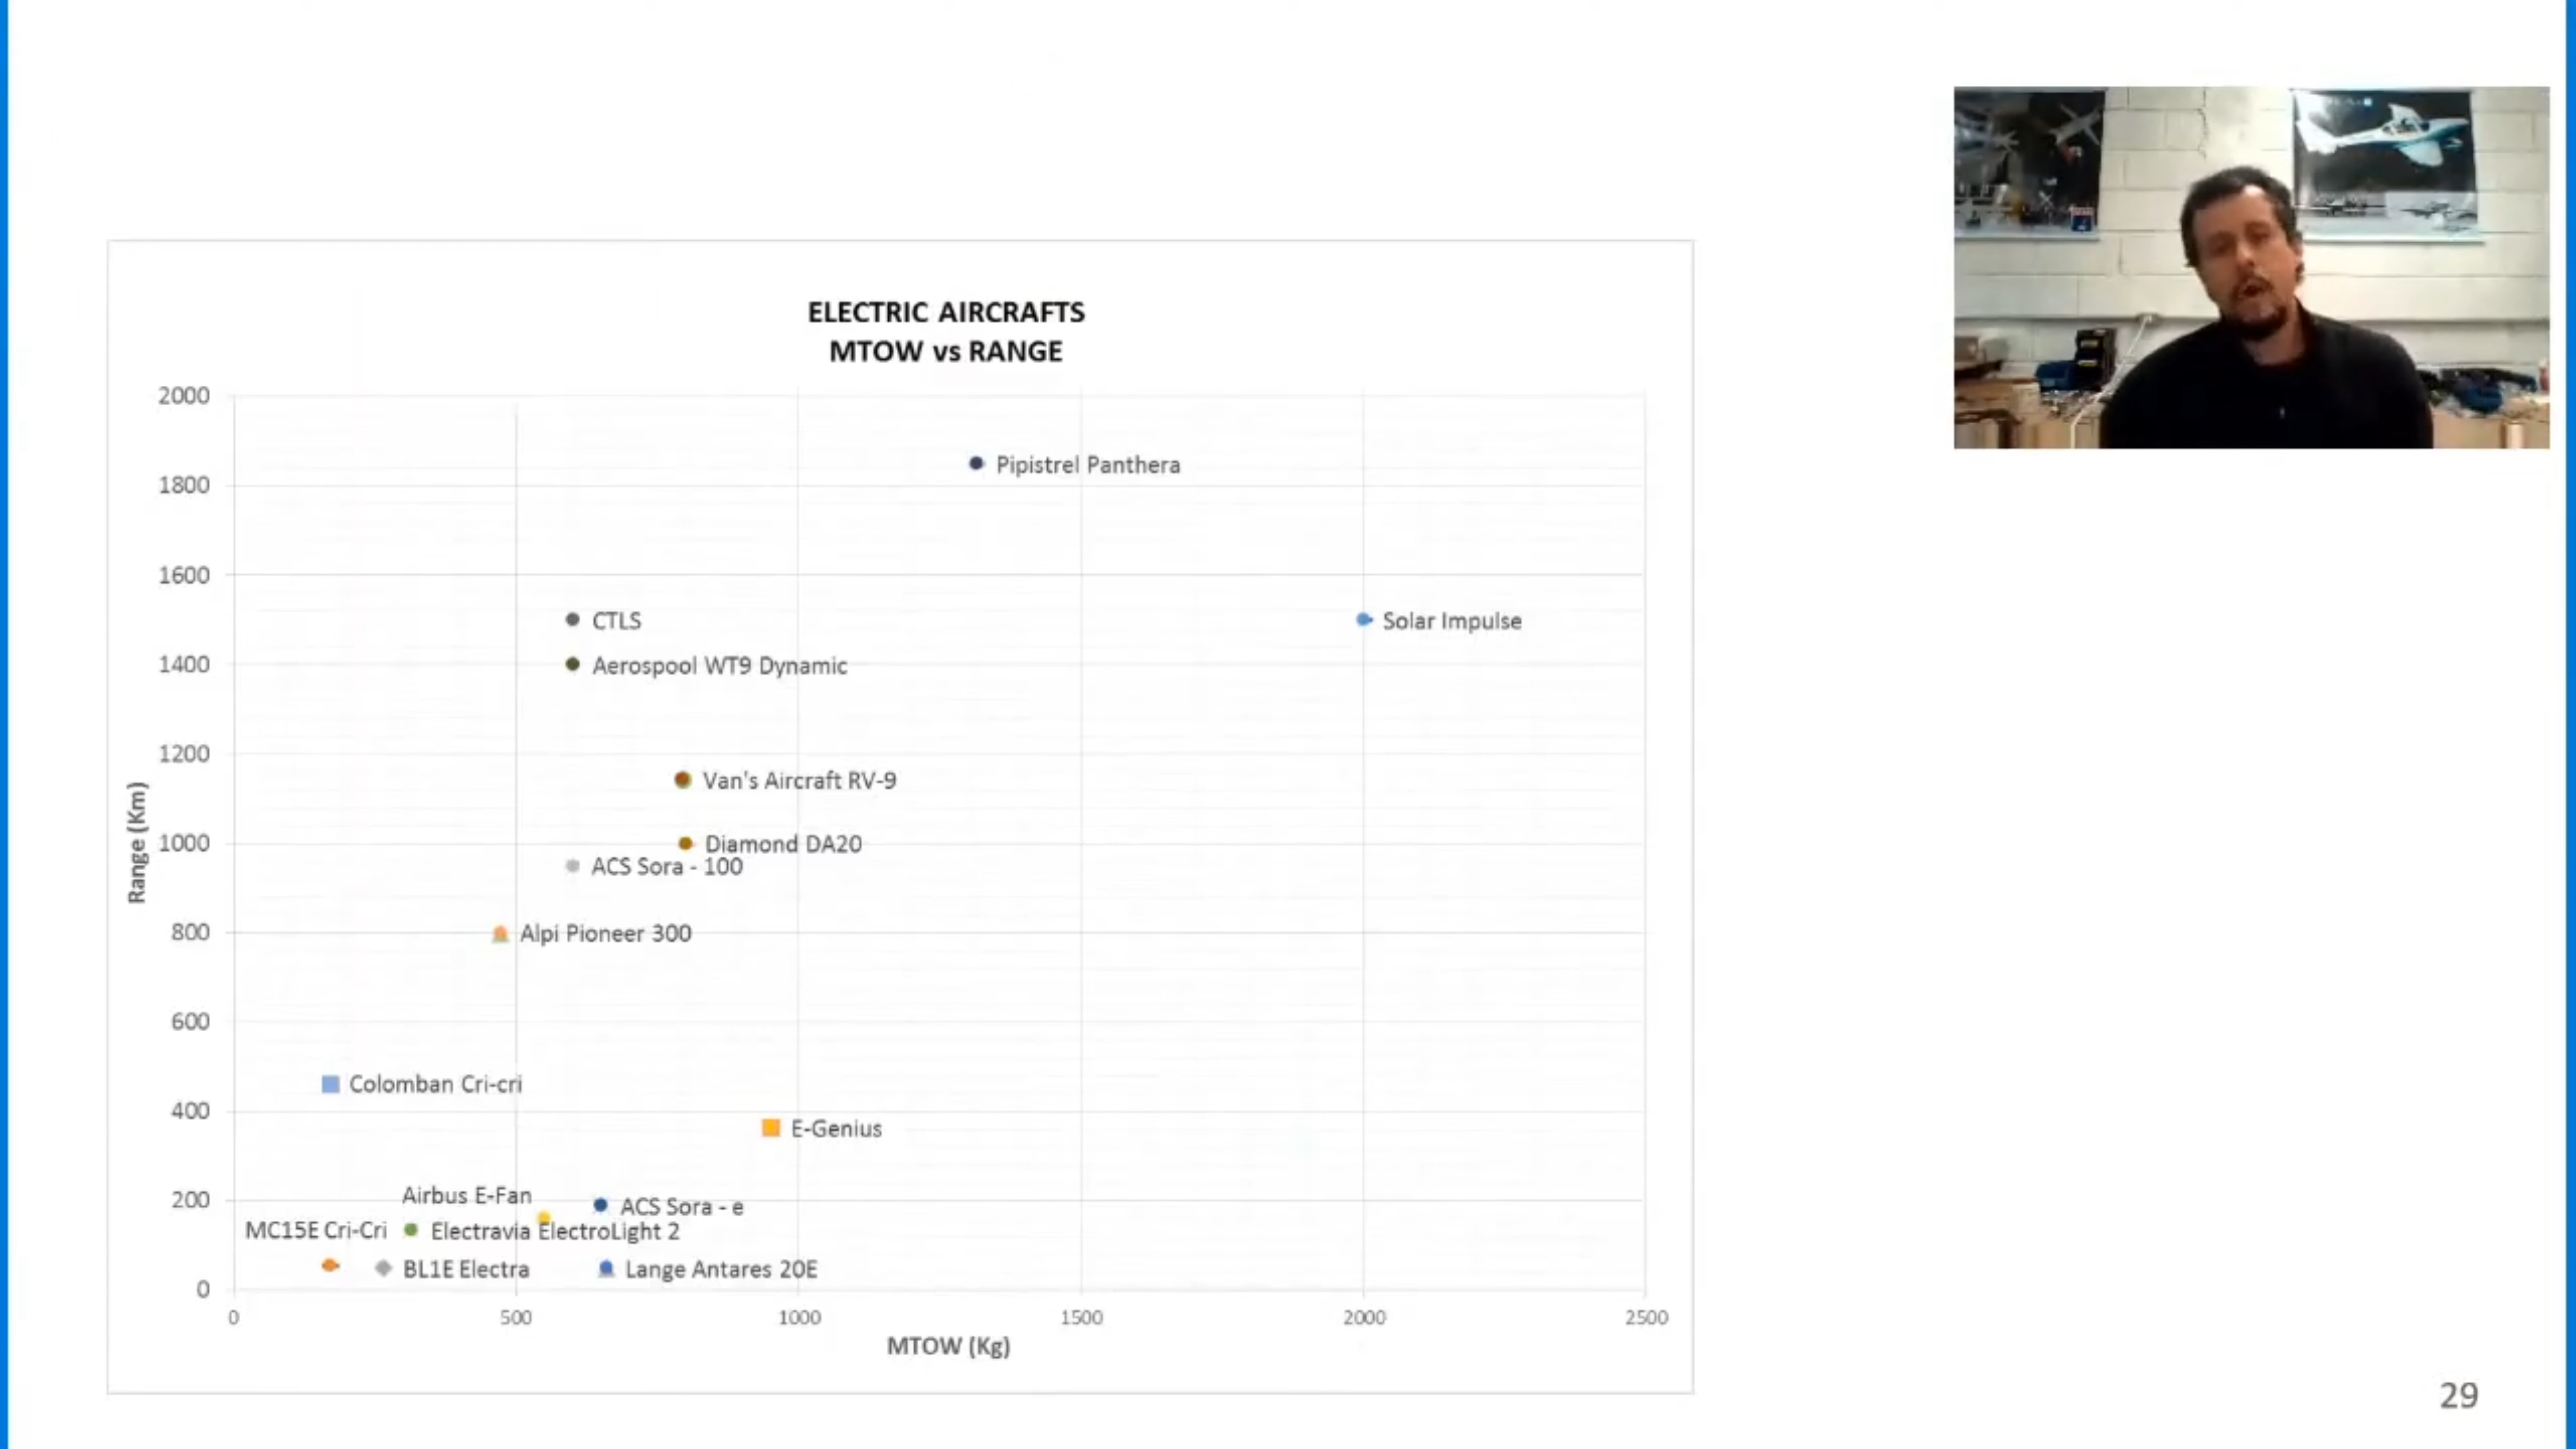 ELECTRIC AIRCRAFTS
MTOW vs RANGE
2000
Pipistrel Panthera
1800
1600
CTLS
Solar Impulse
1400
Aerospool WT9 Dynamic
1200
Van's Aircraft RV-9
Range (Km)
1000
Diamond DA20
ACS Sora - 100
800
Alpi Pioneer 300
600
Colomban Cri-cri
400
E-Genius
Airbus E-Fan
200
ACS Sora - e
MC15E Cri-Cri
Electravia ElectroLight 2
BL1E Electra
Lange Antares 20E
0
0 500 1000 1500 2000 2500
MTOW (Kg)
29